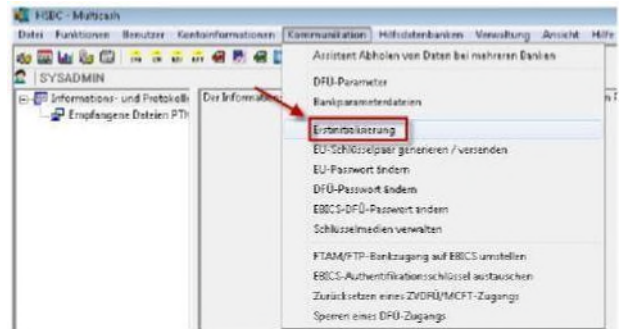 HSBC - Multicash
Datei Funktionen Benutzer Kontoinformationen Kommunikation Hilfsdatenbanken Verwaltung Ansicht Hilfe
SYSADMIN
Informations- und Protokoll
Empfangene Dateien
Der Information
Assistent Abholen von Daten bei mehreren Banken
DFÜ-Parameter
Bankparameterdateien
Erstinitialisierung
EU-Schlüsselpaar generieren / versenden
EU-Passwort ändern
DFÜ-Passwort ändern
EBICS-DFÜ-Passwort ändern
Schlüsselmedien verwalten
FTAM/FTP-Bankzugang auf EBICS umstellen
EBICS-Authentifikationsschlüssel austauschen
Zurücksetzen eines ZVDFÜ/MCFT-Zugangs
Sperren eines DFÜ-Zugangs